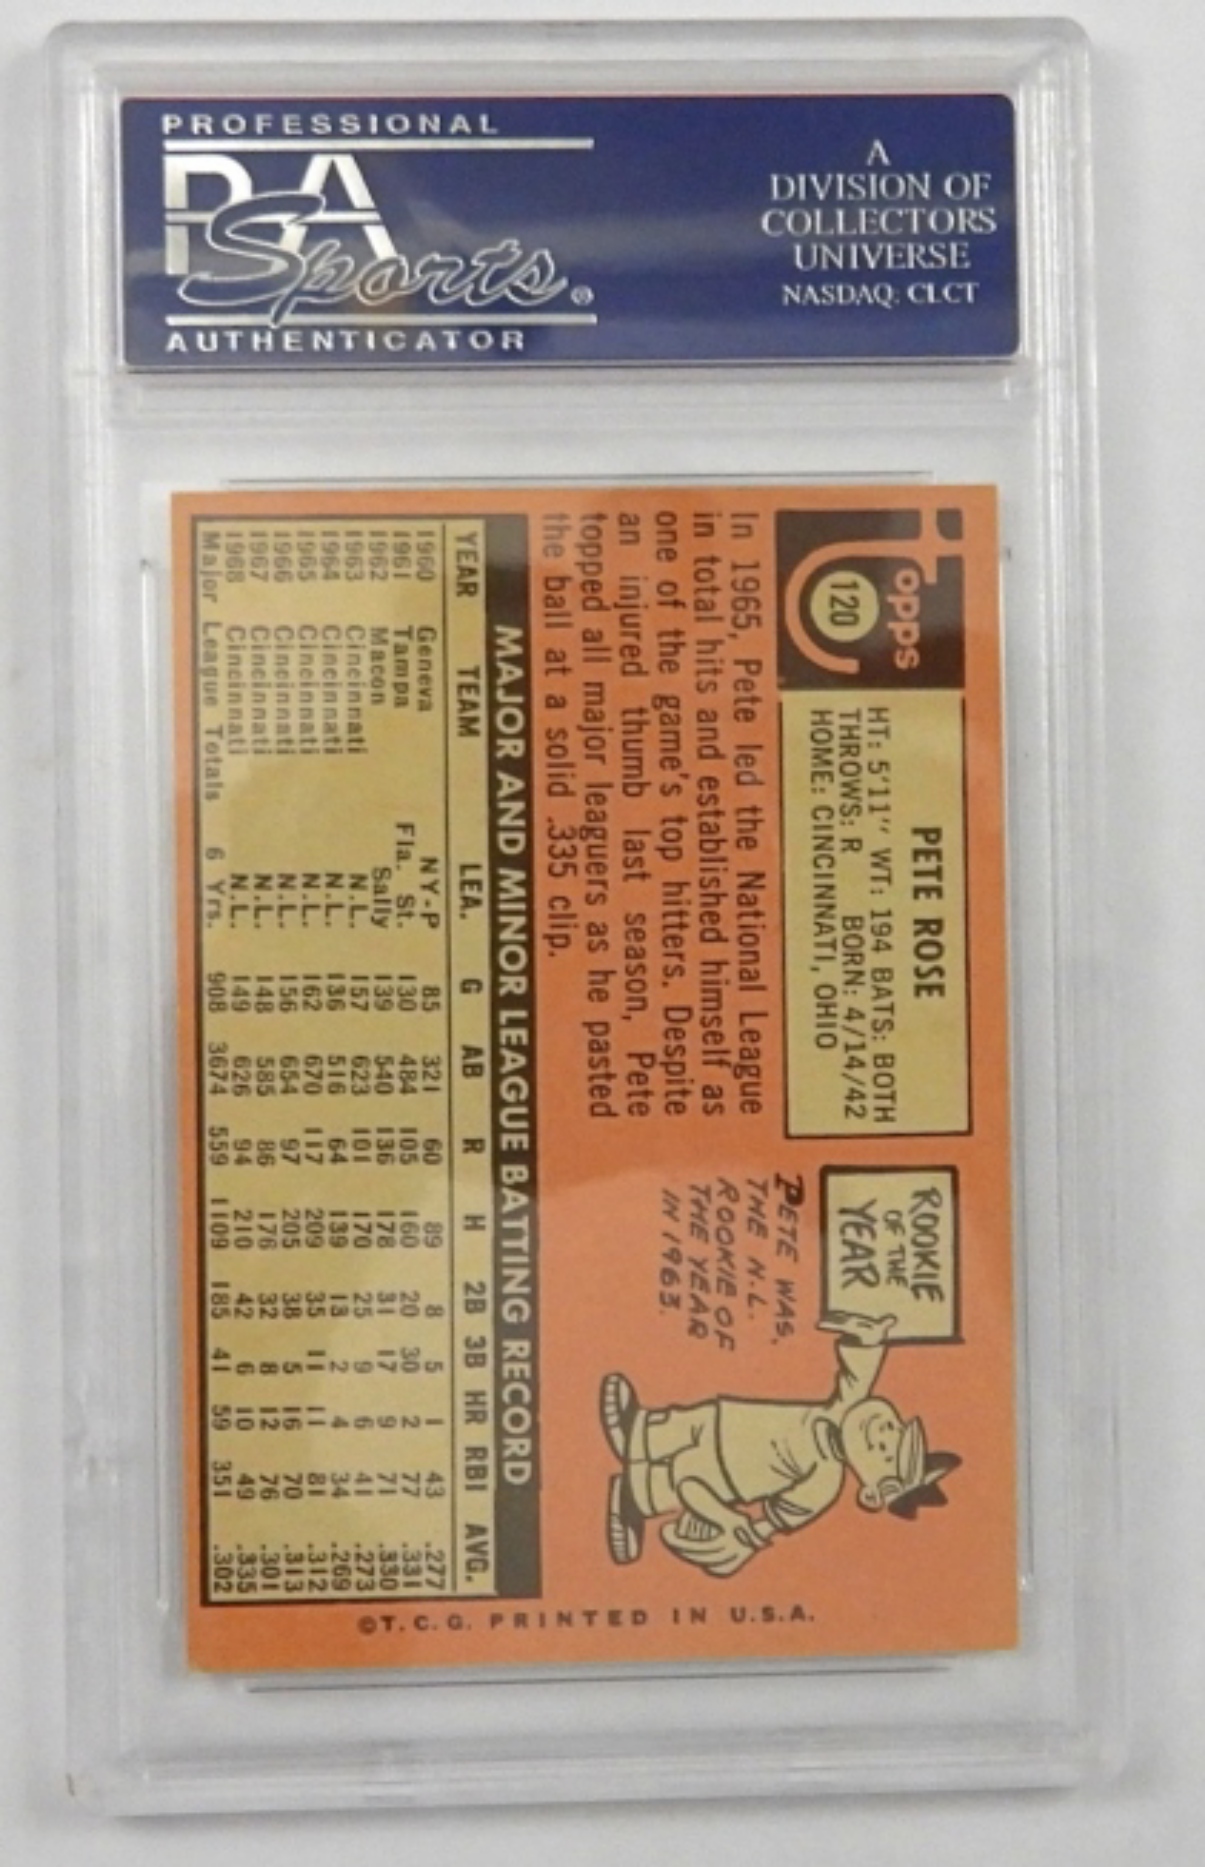 PROFESSIONAL
PSA
Sports®
AUTHENTICATOR
A
DIVISION OF
COLLECTORS
UNIVERSE
NASDAQ: CLCT
Topps
120
PETE ROSE
HT: 5'11" WT: 194 BATS: BOTH
THROWS: R BORN: 4/14/42
HOME: CINCINNATI, OHIO
In 1965, Pete led the National League
in total hits and established himself as
one of the game's top hitters. Despite
an injured thumb last season, Pete
topped all major leaguers as he pasted
the ball at a solid .335 clip.
ROOKIE
OF THE
YEAR
PETE WAS
THE N.L.
ROOKIE OF
THE YEAR
IN 1963.
MAJOR AND MINOR LEAGUE BATTING RECORD
YEAR TEAM LEA. G AB R H 2B 3B HR RBI AVG.
1960 Geneva NY-P 85 321 60 89 8 5 1 43 .277
1961 Tampa Fla. St. 130 484 105 160 20 30 2 77 .331
1962 Macon Sally 139 540 136 178 31 17 9 71 .330
1963 Cincinnati N.L. 157 623 101 170 25 9 6 41 .273
1964 Cincinnati N.L. 136 516 64 139 13 2 4 34 .269
1965 Cincinnati N.L. 162 670 117 209 35 11 11 81 .312
1966 Cincinnati N.L. 156 654 97 205 38 5 16 70 .313
1967 Cincinnati N.L. 148 585 86 176 32 8 12 76 .301
1968 Cincinnati N.L. 149 626 94 210 42 6 10 49 .335
Major League Totals 6 Yrs. 908 3674 559 1109 185 41 59 351 .302
©T.C.G. PRINTED IN U.S.A.